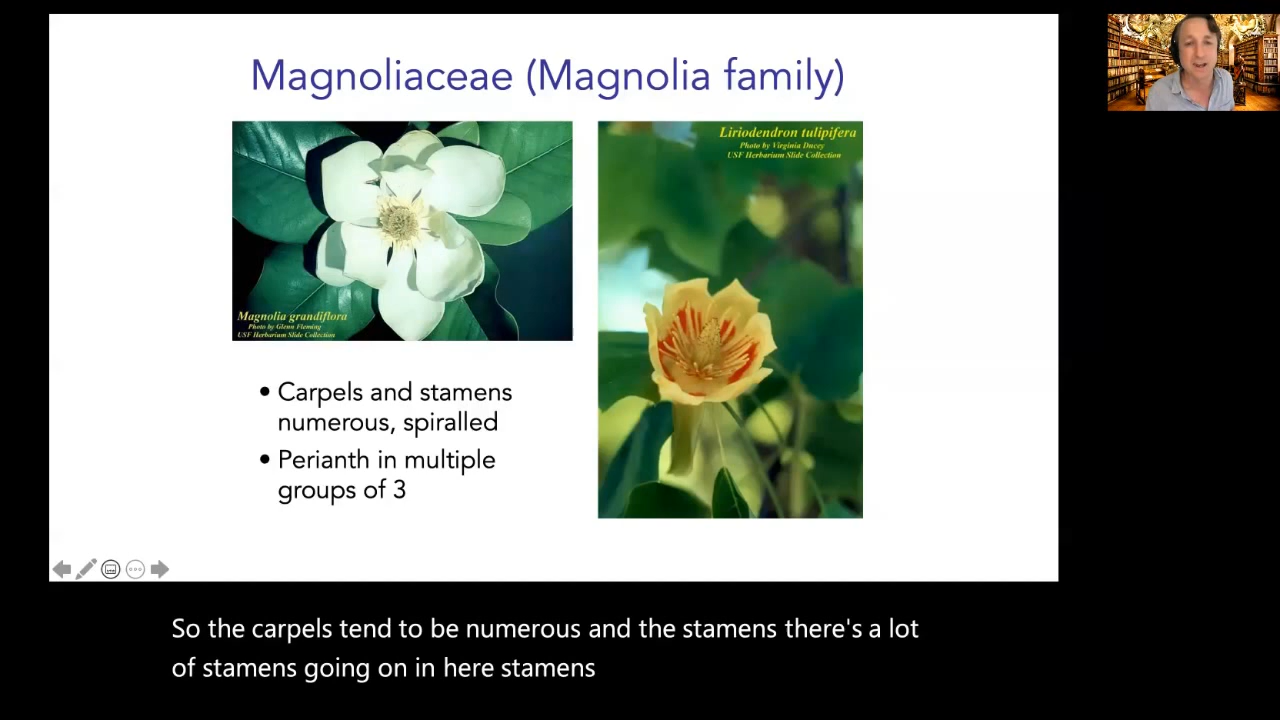 Magnoliaceae (Magnolia family)
Magnolia grandiflora
Photo by Glenn Fleming
USF Herbarium Slide Collection
Liriodendron tulipifera
Photo by Virginia Dacey
USF Herbarium Slide Collection
• Carpels and stamens
numerous, spiralled
• Perianth in multiple
groups of 3
So the carpels tend to be numerous and the stamens there's a lot
of stamens going on in here stamens